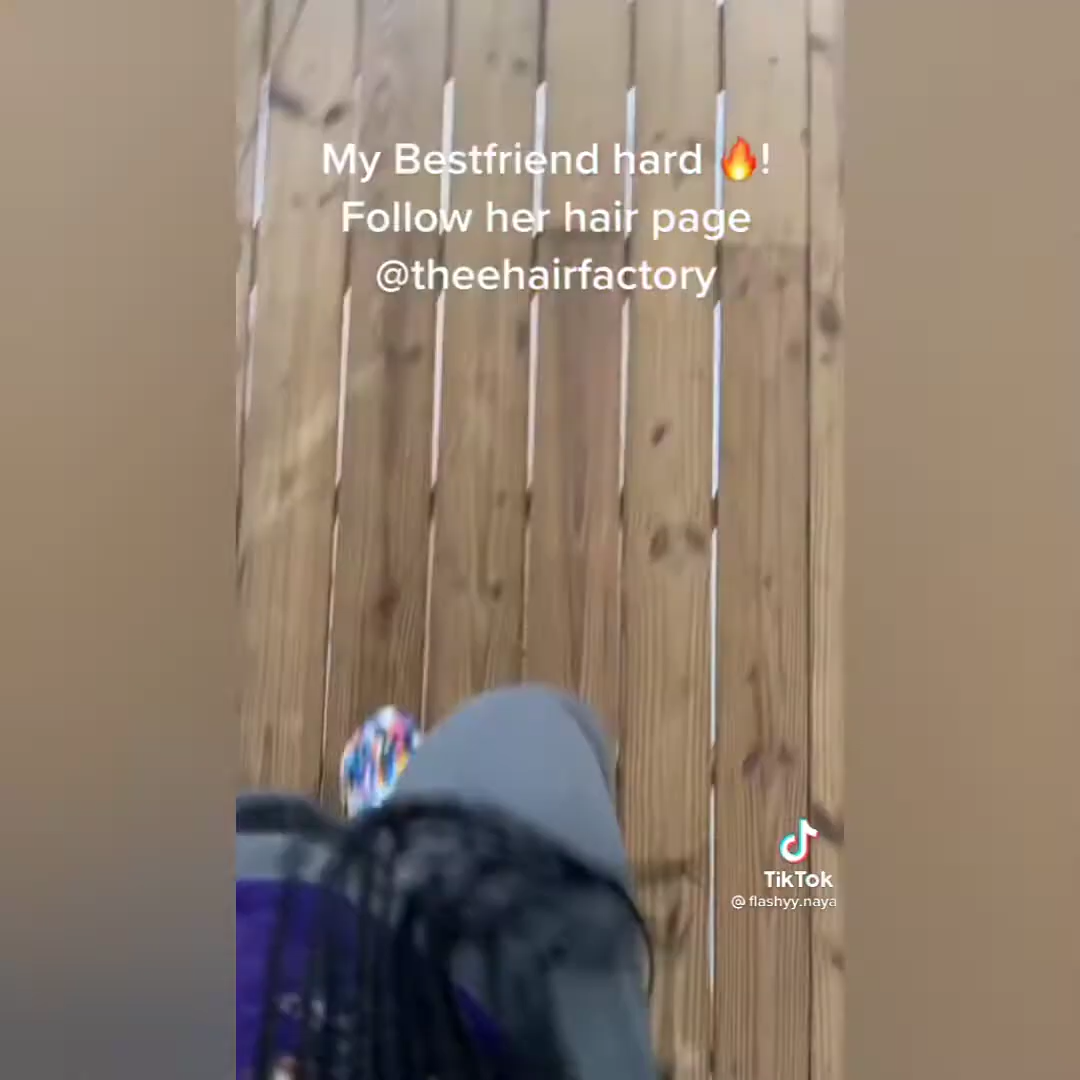 My Bestfriend hard 🔥!
Follow her hair page
@theehairfactory
TikTok
@flashyy.naya